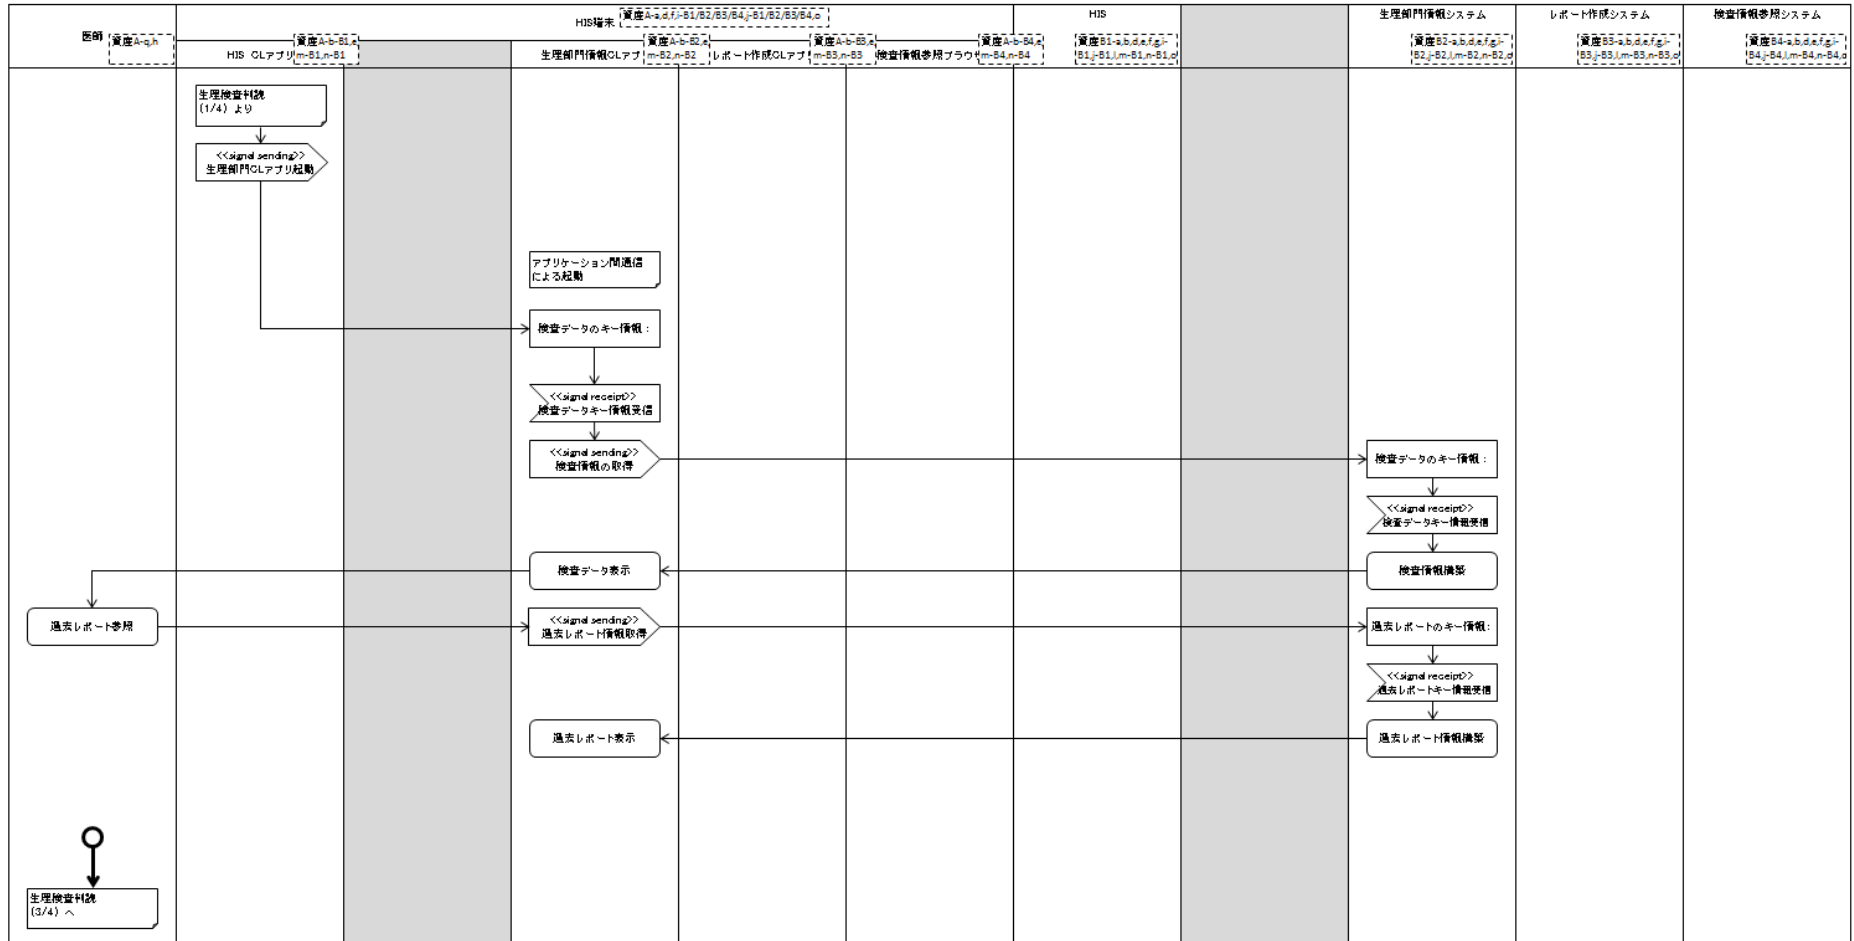 医師
資産A-q,h
HIS端末
資産A-a,d,f,i-B1/B2/B3/B4,j-B1/B2/B3/B4,o
HIS CLアプリ
資産A-b-B1,e
m-B1,n-B1
生理部門情報CLアプ
資産A-b-B2,e
m-B2,n-B2
レポート作成CLアプ
資産A-b-B3,e
m-B3,n-B3
検査情報参照ブラウザ
資産A-b-B4,e
m-B4,n-B4
HIS
資産B1-a,b,d,e,f,g,i-
B1,j-B1,l,m-B1,n-B1,o
生理部門情報システム
資産B2-a,b,d,e,f,g,i-
B2,j-B2,l,m-B2,n-B2,o
レポート作成システム
資産B3-a,b,d,e,f,g,i-
B3,j-B3,l,m-B3,n-B3,o
検査情報参照システム
資産B4-a,b,d,e,f,g,i-
B4,j-B4,l,m-B4,n-B4,o
生理検査判読
(1/4) より
<<signal sending>>
生理部門CLアプリ起動
アプリケーション間通信
による起動
検査データのキー情報：
<<signal receipt>>
検査データキー情報受信
<<signal sending>>
検査情報の取得
検査データのキー情報：
<<signal receipt>>
検査データキー情報受信
検査データ表示
検査情報構築
過去レポート参照
<<signal sending>>
過去レポート情報取得
過去レポートのキー情報：
<<signal receipt>>
過去レポートキー情報受信
過去レポート表示
過去レポート情報構築
生理検査判読
(3/4) へ